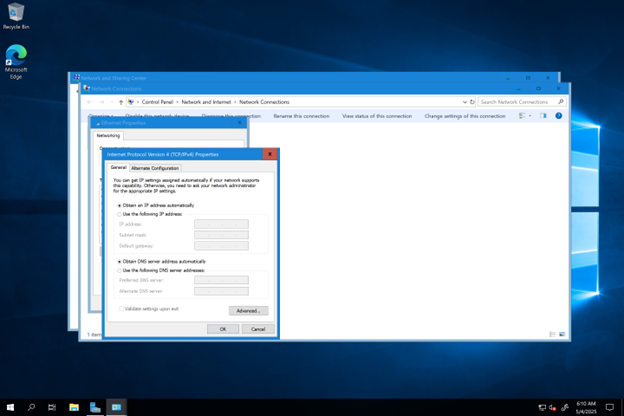 Recycle Bin
Microsoft
Edge
Network and Sharing Center
Network Connections
Control Panel
Network and Internet
Network Connections
Search Network Connections
Organize
Disable this network device
Diagnose this connection
Rename this connection
View status of this connection
Change settings of this connection
Ethernet Properties
Networking
Internet Protocol Version 4 (TCP/IPv4) Properties
General
Alternate Configuration
You can get IP settings assigned automatically if your network supports
this capability. Otherwise, you need to ask your network administrator
for the appropriate IP settings.
Obtain an IP address automatically
Use the following IP address:
IP address:
Subnet mask:
Default gateway:
Obtain DNS server address automatically
Use the following DNS server addresses:
Preferred DNS server:
Alternate DNS server:
Validate settings upon exit
Advanced...
OK
Cancel
6:10 AM
5/4/2025